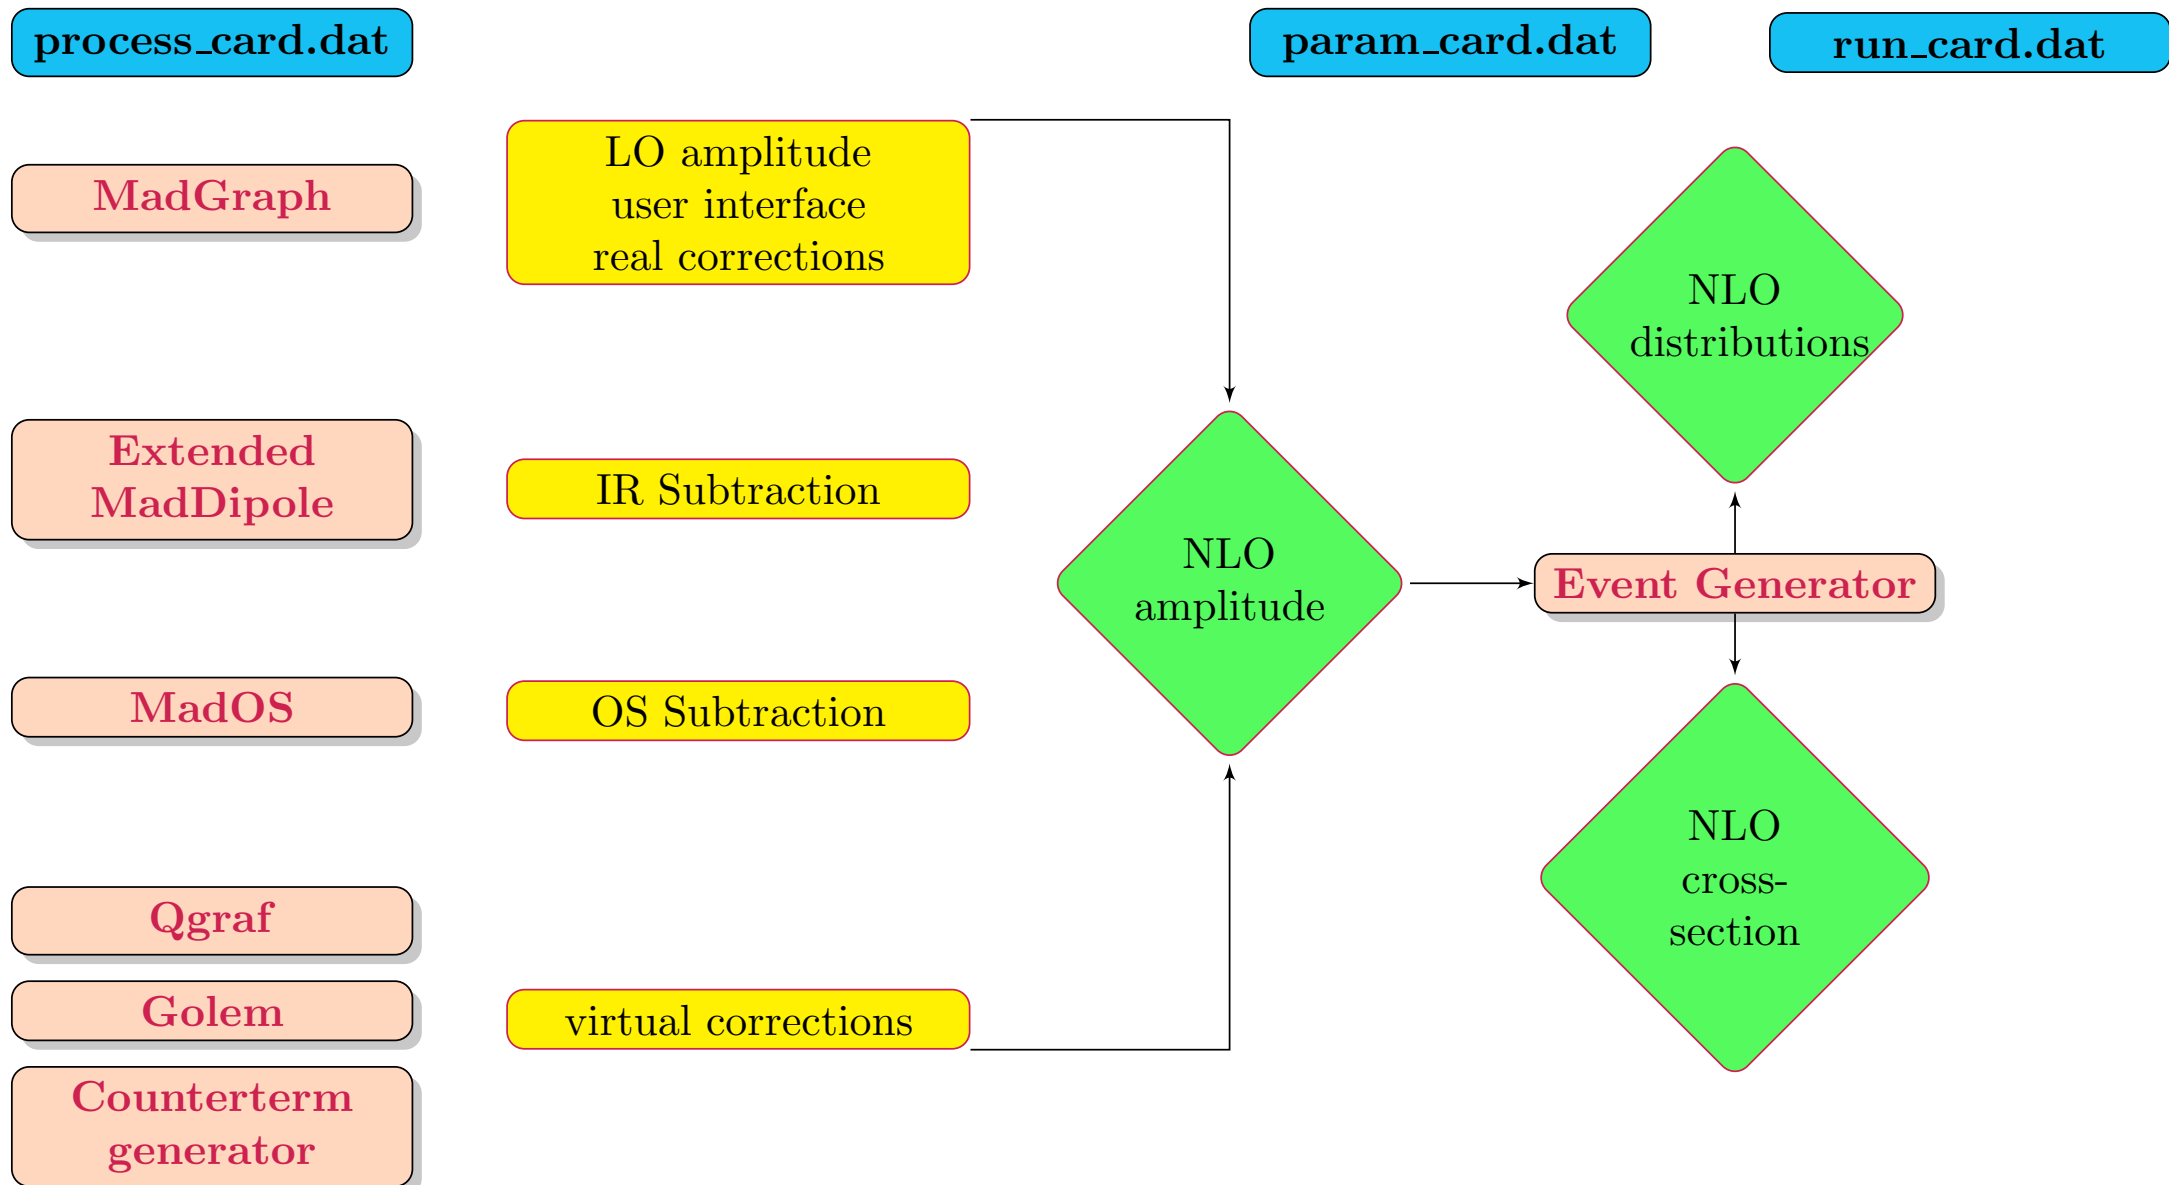 process_card.dat
param_card.dat
run_card.dat
MadGraph
LO amplitude
user interface
real corrections
NLO
distributions
Extended
MadDipole
IR Subtraction
NLO
amplitude
Event Generator
MadOS
OS Subtraction
NLO
cross-
section
Qgraf
Golem
virtual corrections
Counterterm
generator